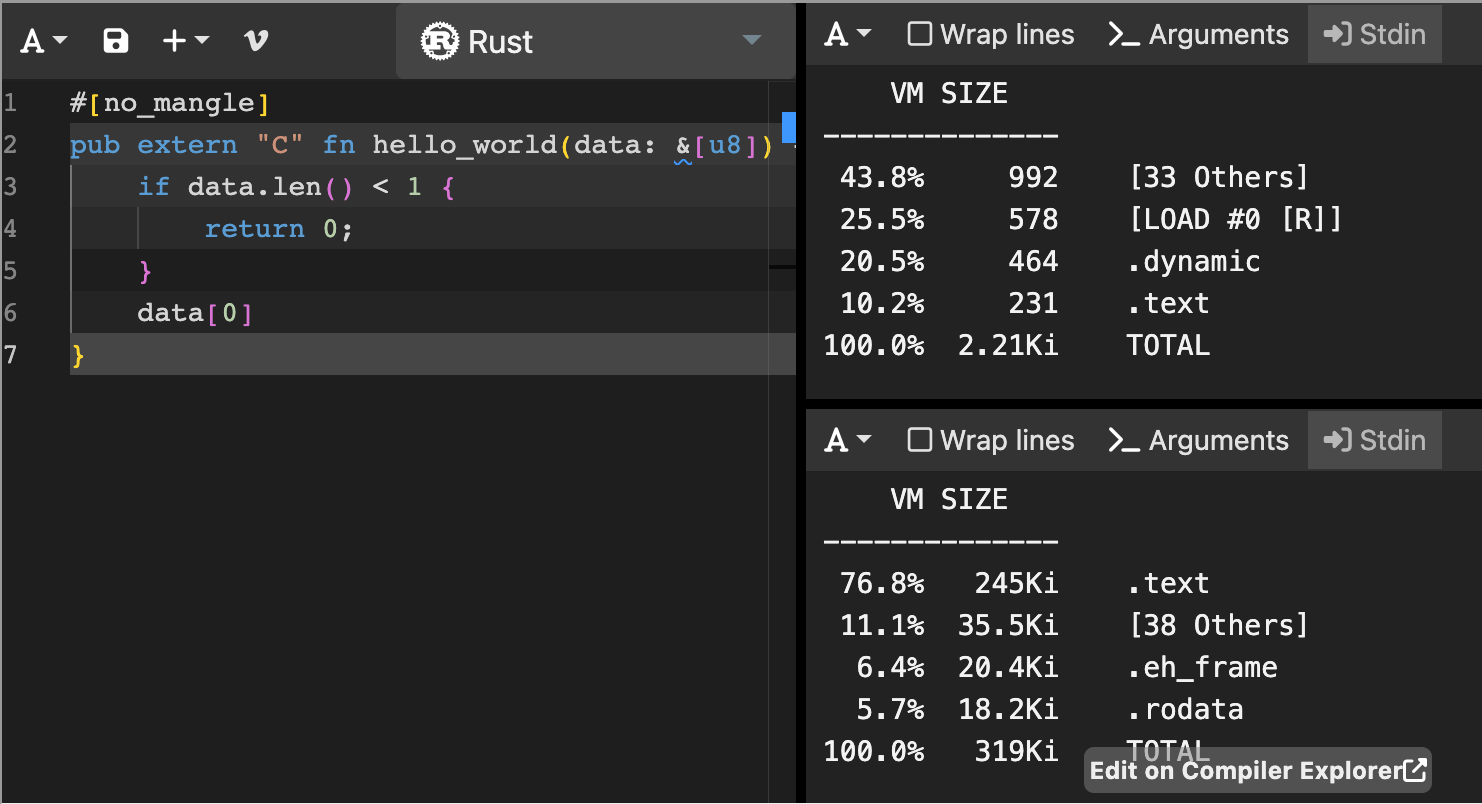 Rust
1 #[no_mangle]
2 pub extern "C" fn hello_world(data: &[u8])
3 if data.len() < 1 {
4 return 0;
5 }
6 data[0]
7 }
Wrap lines Arguments Stdin
VM SIZE
--------------
43.8% 992 [33 Others]
25.5% 578 [LOAD #0 [R]]
20.5% 464 .dynamic
10.2% 231 .text
100.0% 2.21Ki TOTAL
Wrap lines Arguments Stdin
VM SIZE
--------------
76.8% 245Ki .text
11.1% 35.5Ki [38 Others]
6.4% 20.4Ki .eh_frame
5.7% 18.2Ki .rodata
100.0% 319Ki TOTAL
Edit on Compiler Explorer